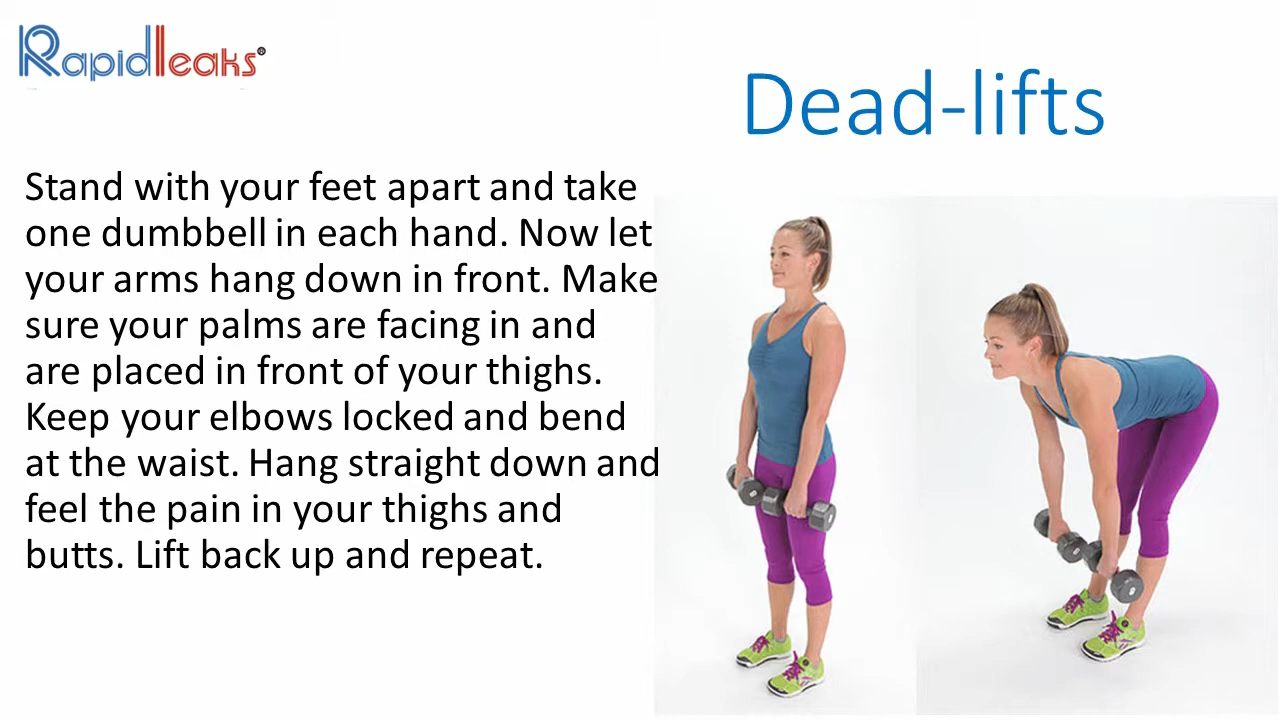 Rapidleaks®
Dead-lifts
Stand with your feet apart and take
one dumbbell in each hand. Now let
your arms hang down in front. Make
sure your palms are facing in and
are placed in front of your thighs.
Keep your elbows locked and bend
at the waist. Hang straight down and
feel the pain in your thighs and
butts. Lift back up and repeat.